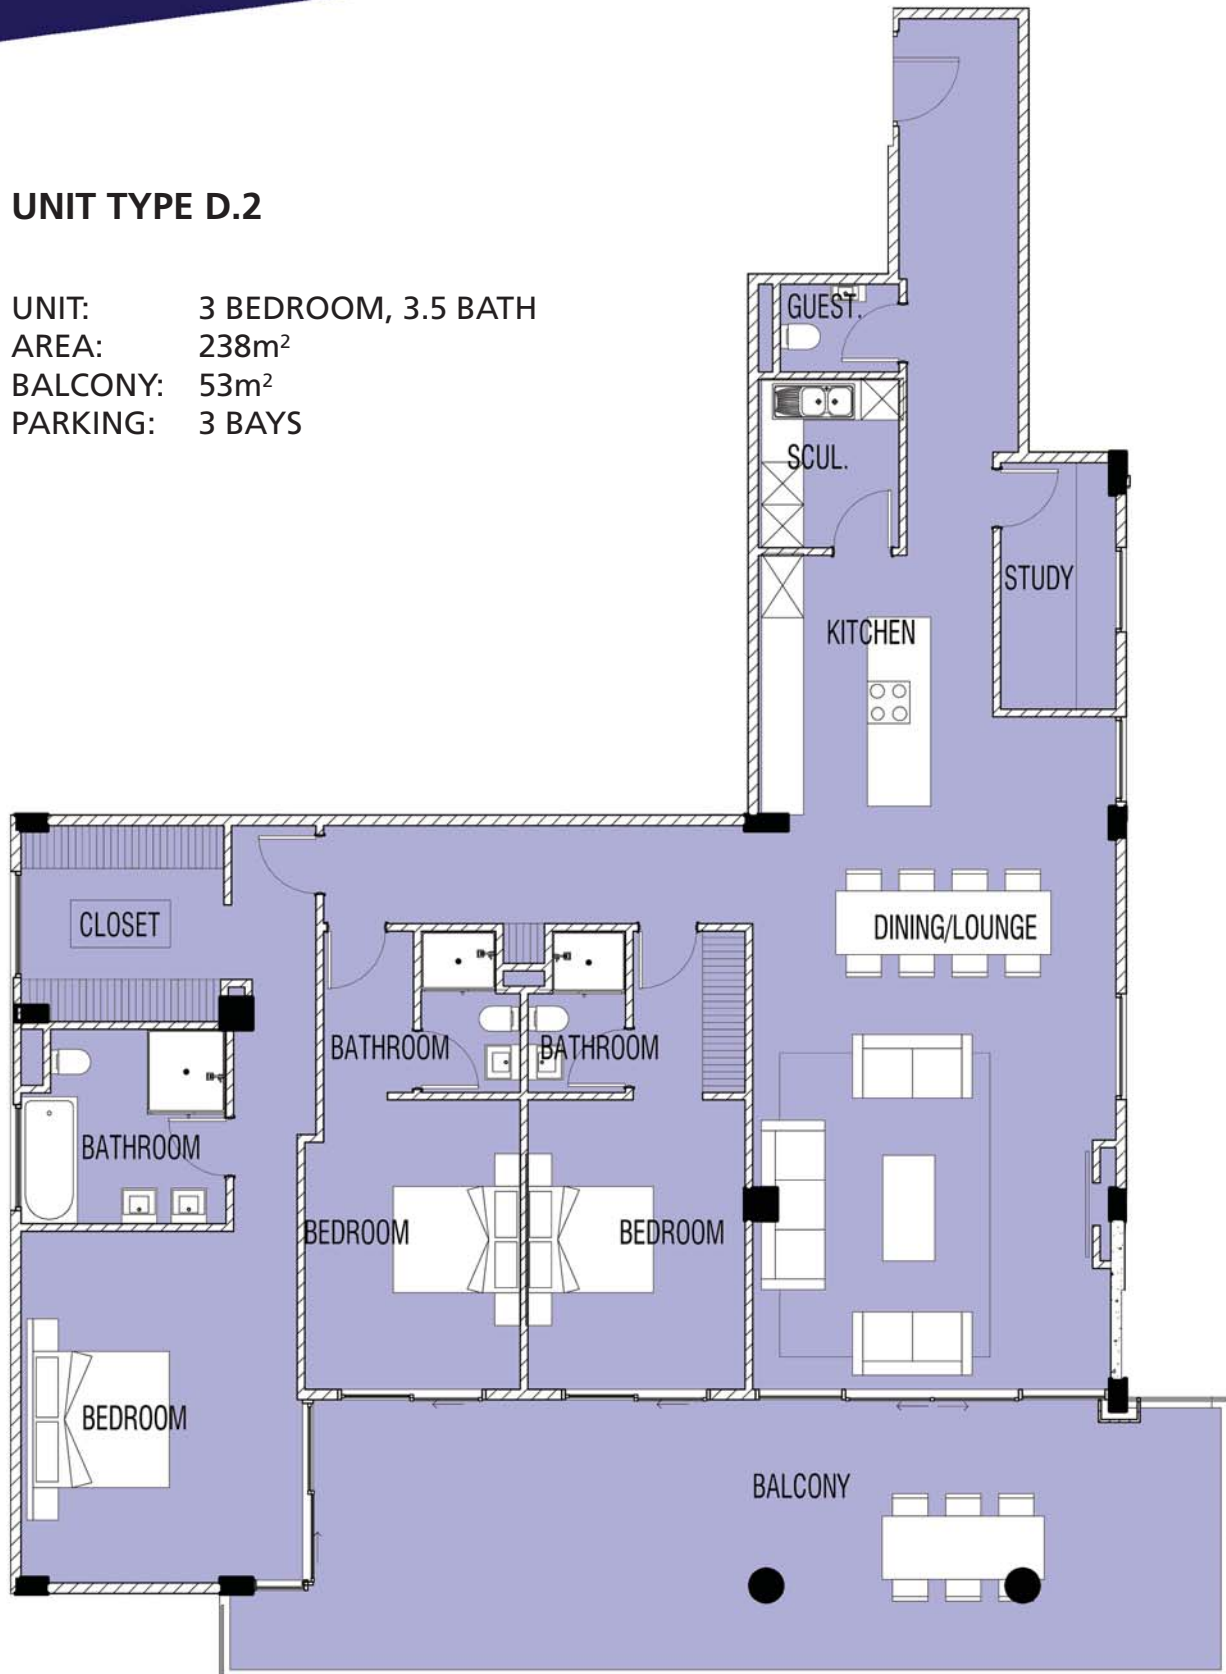 UNIT TYPE D.2
UNIT: 3 BEDROOM, 3.5 BATH
AREA: 238m²
BALCONY: 53m²
PARKING: 3 BAYS
GUEST.
SCUL.
STUDY
KITCHEN
CLOSET
DINING/LOUNGE
BATHROOM
BATHROOM
BATHROOM
BEDROOM
BEDROOM
BEDROOM
BALCONY